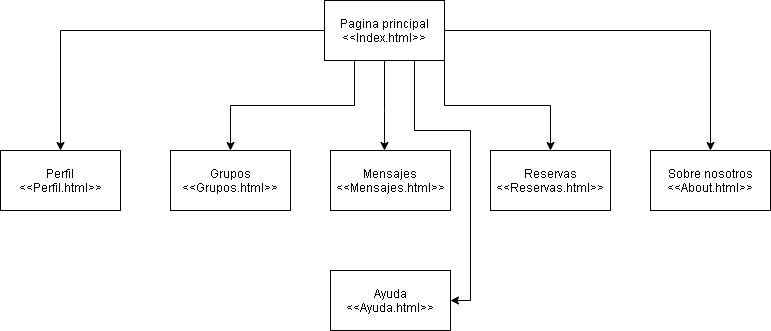 Pagina principal
<<Index.html>>
Perfil
<<Perfil.html>>
Grupos
<<Grupos.html>>
Mensajes
<<Mensajes.html>>
Reservas
<<Reservas.html>>
Sobre nosotros
<<About.html>>
Ayuda
<<Ayuda.html>>